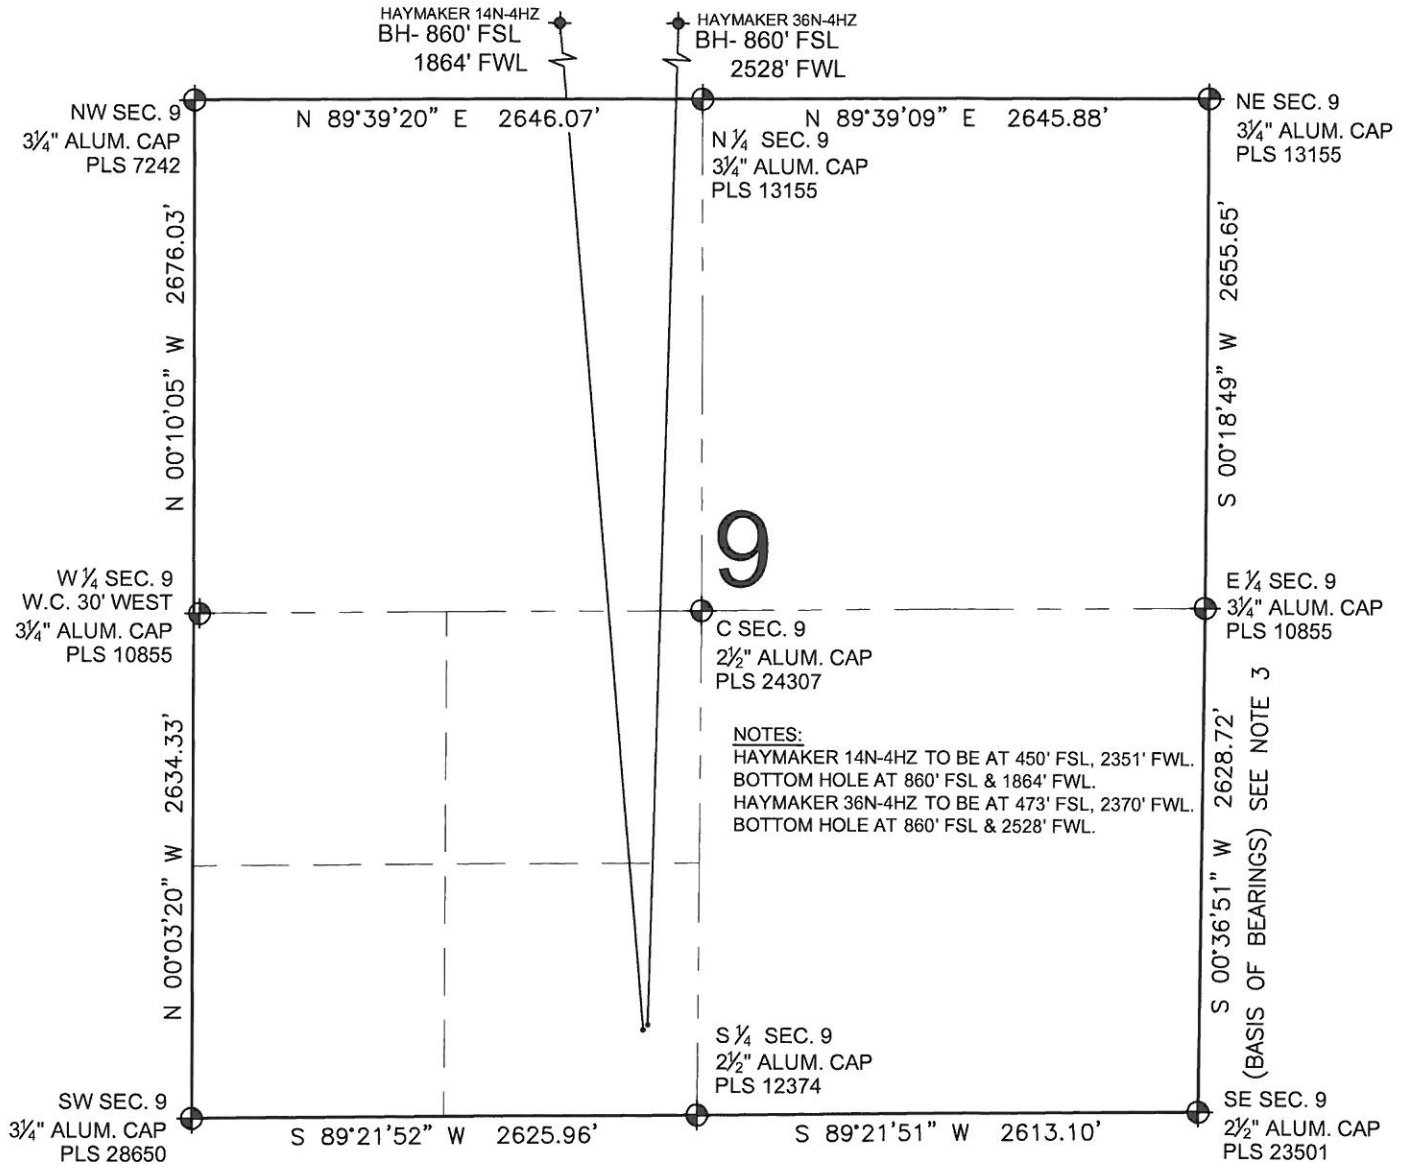 HAYMAKER 14N-4HZ
BH- 860' FSL
1864' FWL
HAYMAKER 36N-4HZ
BH- 860' FSL
2528' FWL
NW SEC. 9
3¼" ALUM. CAP
PLS 7242
N 89°39'20" E 2646.07'
N ¼ SEC. 9
3¼" ALUM. CAP
PLS 13155
N 89°39'09" E 2645.88'
NE SEC. 9
3¼" ALUM. CAP
PLS 13155
N 00°10'05" W 2676.03'
S 00°18'49" W 2655.65'
9
W ¼ SEC. 9
W.C. 30' WEST
3¼" ALUM. CAP
PLS 10855
C SEC. 9
2½" ALUM. CAP
PLS 24307
E ¼ SEC. 9
3¼" ALUM. CAP
PLS 10855
NOTES:
HAYMAKER 14N-4HZ TO BE AT 450' FSL, 2351' FWL.
BOTTOM HOLE AT 860' FSL & 1864' FWL.
HAYMAKER 36N-4HZ TO BE AT 473' FSL, 2370' FWL.
BOTTOM HOLE AT 860' FSL & 2528' FWL.
N 00°03'20" W 2634.33'
S 00°36'51" W 2628.72'
(BASIS OF BEARINGS) SEE NOTE 3
S ¼ SEC. 9
2½" ALUM. CAP
PLS 12374
SW SEC. 9
3¼" ALUM. CAP
PLS 28650
S 89°21'52" W 2625.96'
S 89°21'51" W 2613.10'
SE SEC. 9
2½" ALUM. CAP
PLS 23501